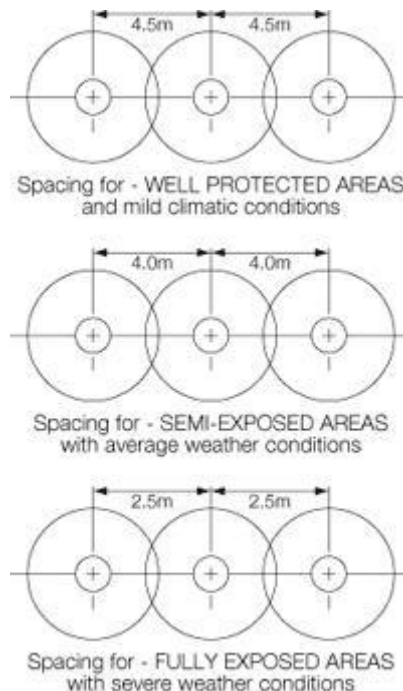 4.5m 4.5m
Spacing for - WELL PROTECTED AREAS
and mild climatic conditions
4.0m 4.0m
Spacing for - SEMI-EXPOSED AREAS
with average weather conditions
2.5m 2.5m
Spacing for - FULLY EXPOSED AREAS
with severe weather conditions